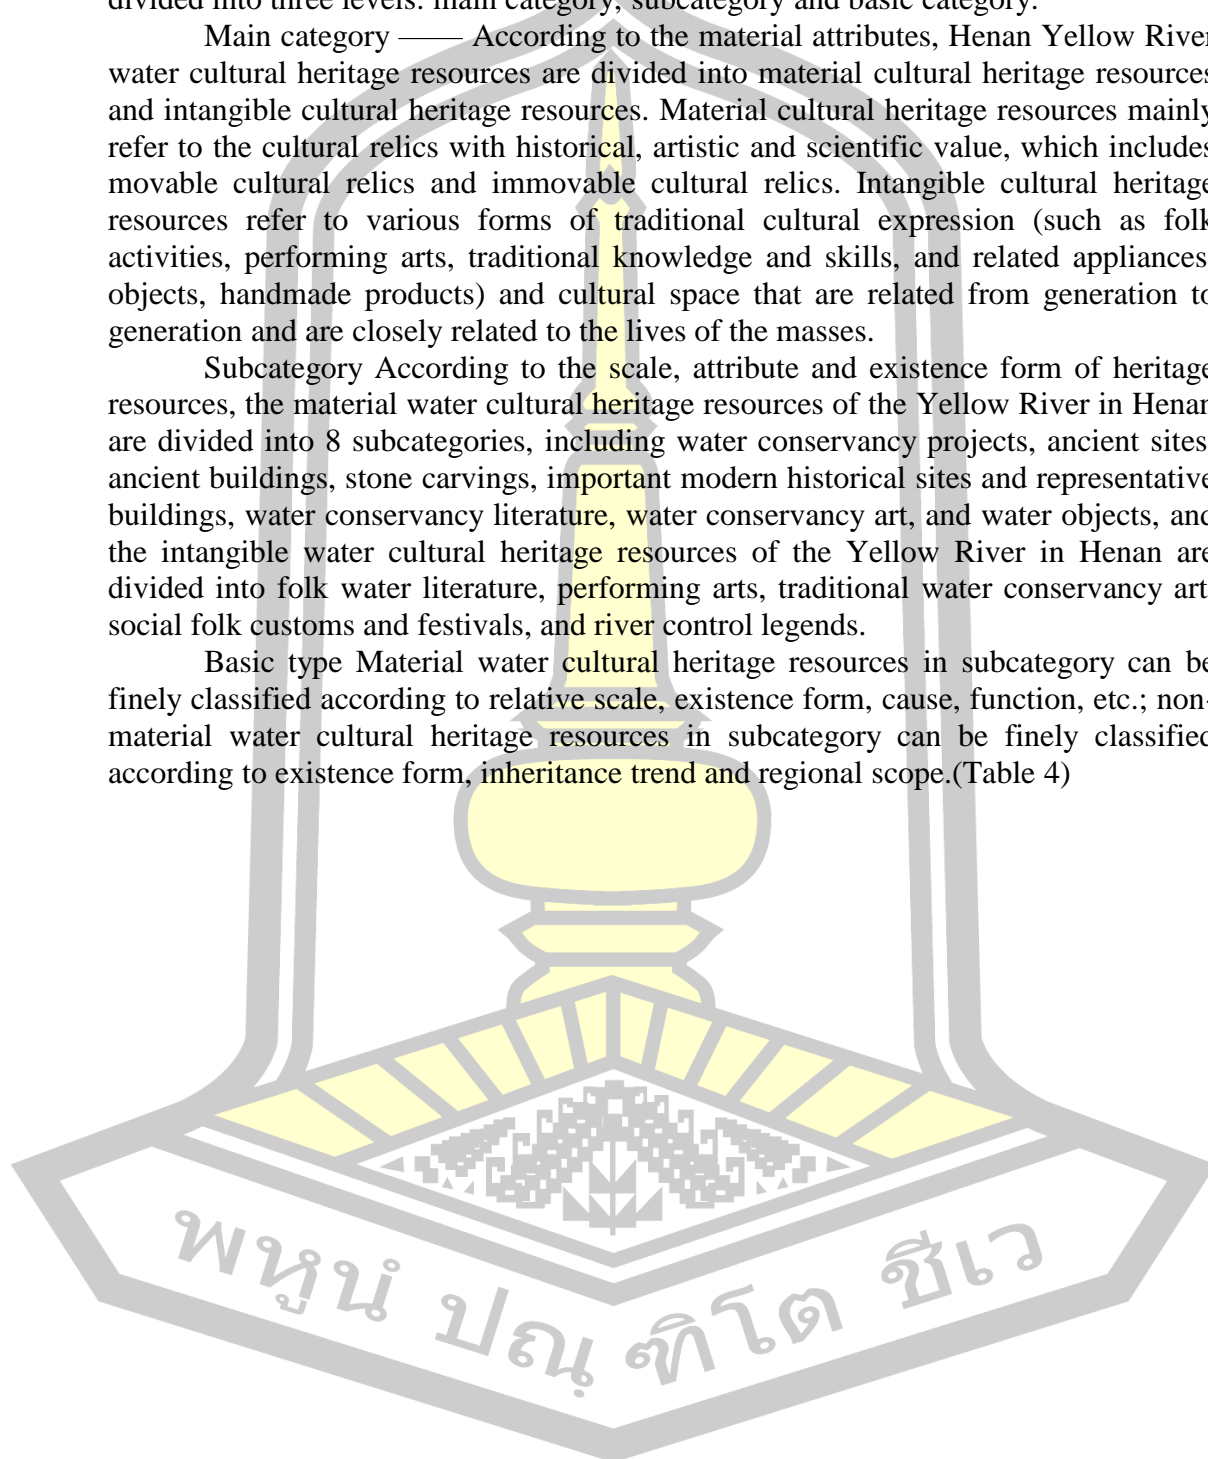 divided into three levels: main category, subcategory and basic category.
Main category —— According to the material attributes, Henan Yellow River
water cultural heritage resources are divided into material cultural heritage resources
and intangible cultural heritage resources. Material cultural heritage resources mainly
refer to the cultural relics with historical, artistic and scientific value, which includes
movable cultural relics and immovable cultural relics. Intangible cultural heritage
resources refer to various forms of traditional cultural expression (such as folk
activities, performing arts, traditional knowledge and skills, and related appliances
objects, handmade products) and cultural space that are related from generation to
generation and are closely related to the lives of the masses.
Subcategory According to the scale, attribute and existence form of heritage
resources, the material water cultural heritage resources of the Yellow River in Henan
are divided into 8 subcategories, including water conservancy projects, ancient sites
ancient buildings, stone carvings, important modern historical sites and representative
buildings, water conservancy literature, water conservancy art, and water objects, and
the intangible water cultural heritage resources of the Yellow River in Henan are
divided into folk water literature, performing arts, traditional water conservancy art
social folk customs and festivals, and river control legends.
Basic type Material water cultural heritage resources in subcategory can be
finely classified according to relative scale, existence form, cause, function, etc.; non-
material water cultural heritage resources in subcategory can be finely classified
according to existence form, inheritance trend and regional scope.(Table 4)
พหูนํ ปณฺฑิโต ชีเว